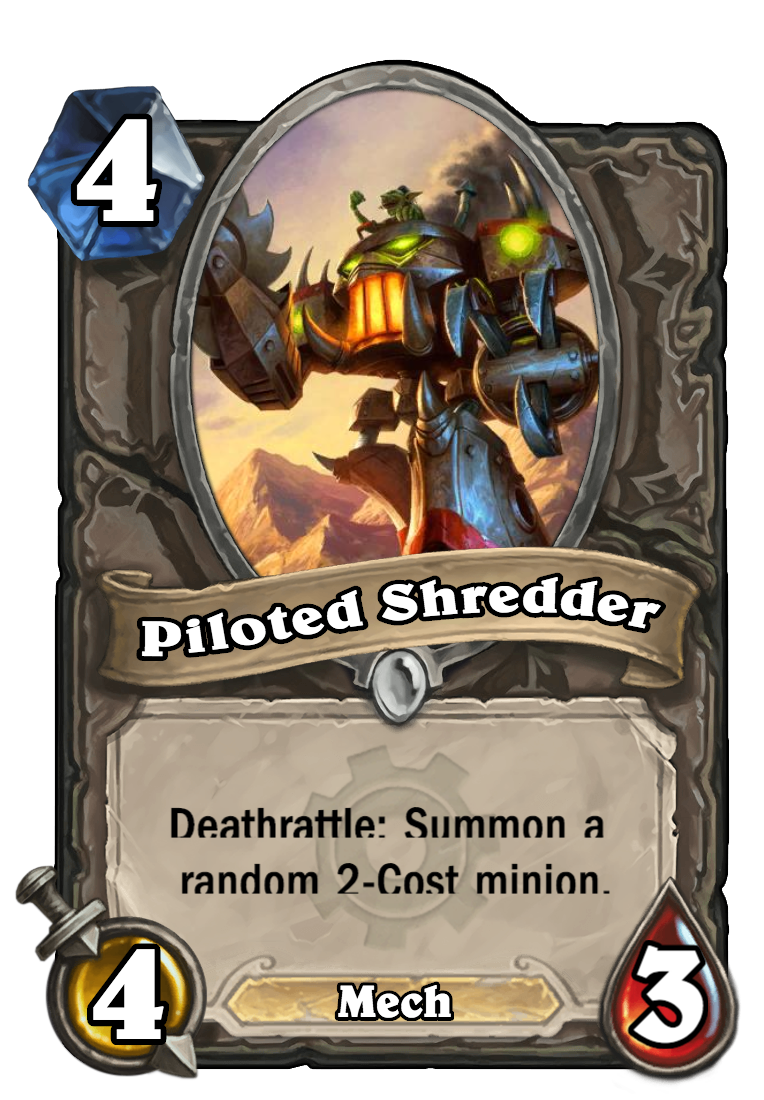 4
Piloted Shredder
Deathrattle: Summon a
random 2-Cost minion.
4
Mech
3